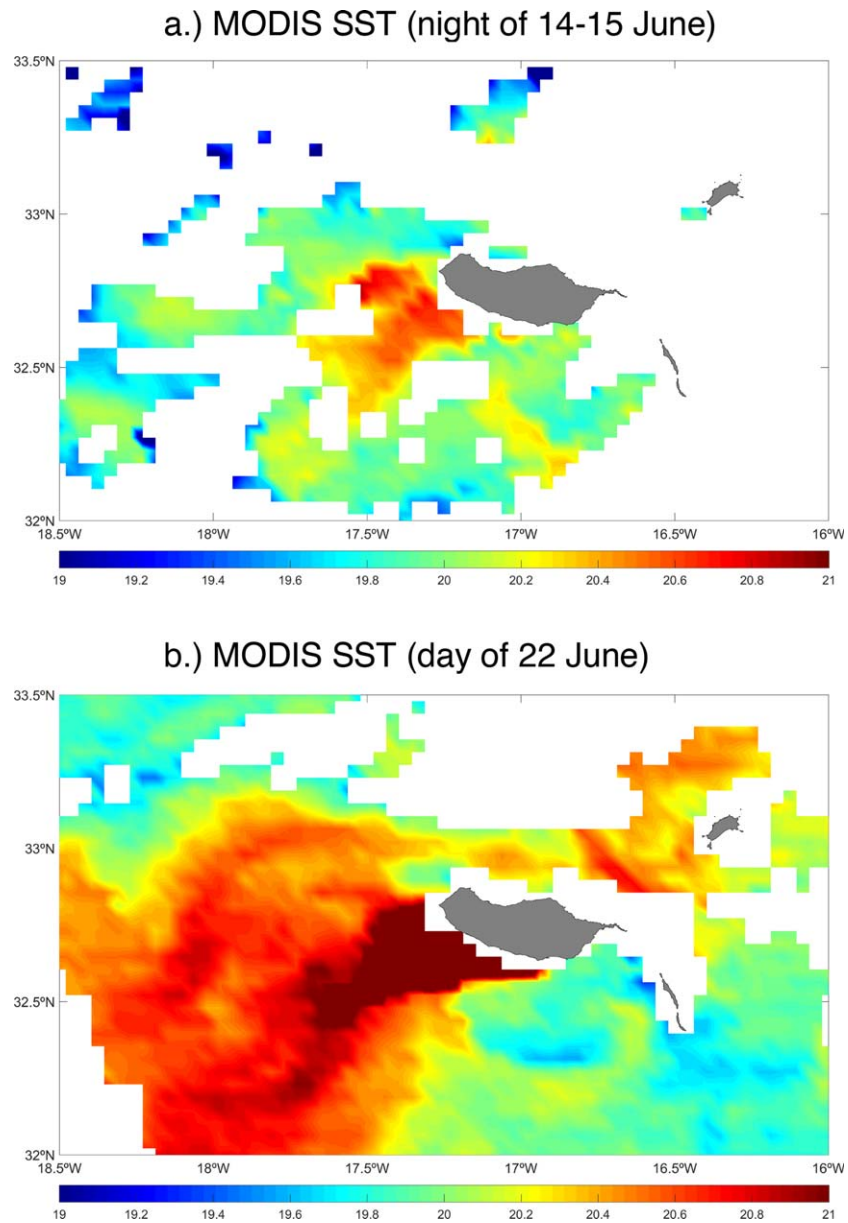 a.) MODIS SST (night of 14-15 June)
33.5ºN
33ºN
32.5ºN
32ºN
18.5ºW 18ºW 17.5ºW 17ºW 16.5ºW 16ºW
19 19.2 19.4 19.6 19.8 20 20.2 20.4 20.6 20.8 21
b.) MODIS SST (day of 22 June)
33.5ºN
33ºN
32.5ºN
32ºN
18.5ºW 18ºW 17.5ºW 17ºW 16.5ºW 16ºW
19 19.2 19.4 19.6 19.8 20 20.2 20.4 20.6 20.8 21